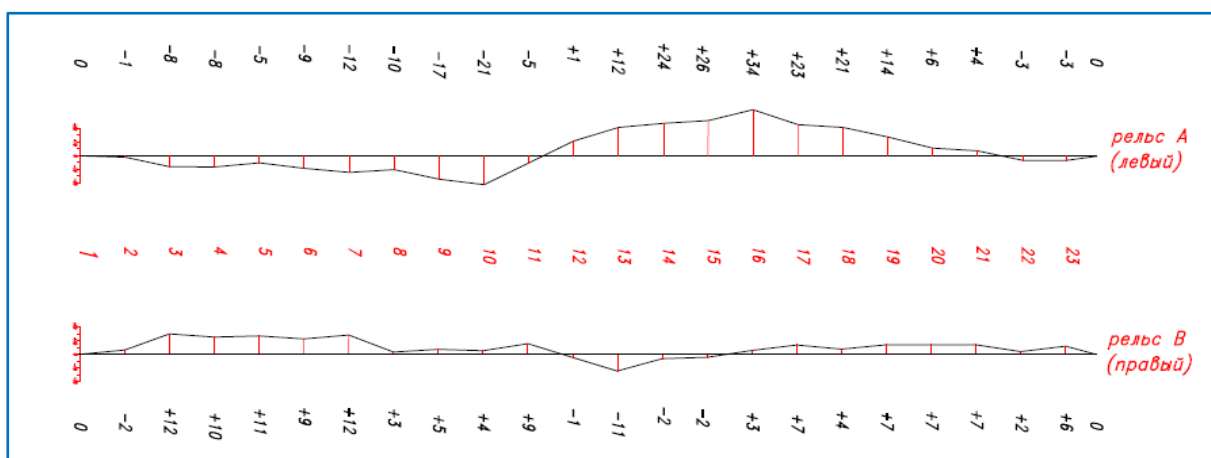 0 -1 -8 -8 -5 -9 -12 -10 -17 -21 -5 +1 +12 +24 +26 +34 +23 +21 +14 +6 +4 -3 -3 0
рельс А
(левый)
1 2 3 4 5 6 7 8 9 10 11 12 13 14 15 16 17 18 19 20 21 22 23
рельс В
(правый)
0 -2 +12 +10 +11 +9 +12 +3 +5 +4 +9 -1 -11 -2 -2 +3 +7 +4 +7 +7 +7 +2 +6 0